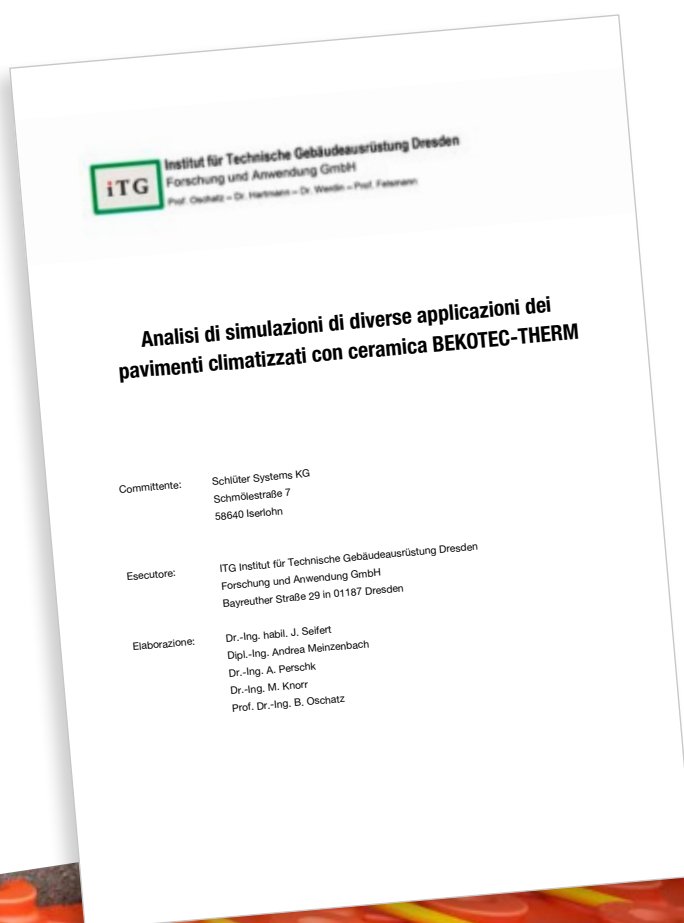 iTG
Institut für Technische Gebäudeausrüstung Dresden
Forschung und Anwendung GmbH
Prof. Oschatz – Dr. Hartmann – Dr. Werdin – Prof. Felsmann
Analisi di simulazioni di diverse applicazioni dei
pavimenti climatizzati con ceramica BEKOTEC-THERM
Committente: Schlüter Systems KG
Schmölestraße 7
58640 Iserlohn
Esecutore: ITG Institut für Technische Gebäudeausrüstung Dresden
Forschung und Anwendung GmbH
Bayreuther Straße 29 in 01187 Dresden
Elaborazione: Dr.-Ing. habil. J. Seifert
Dipl.-Ing. Andrea Meinzenbach
Dr.-Ing. A. Perschk
Dr.-Ing. M. Knorr
Prof. Dr.-Ing. B. Oschatz